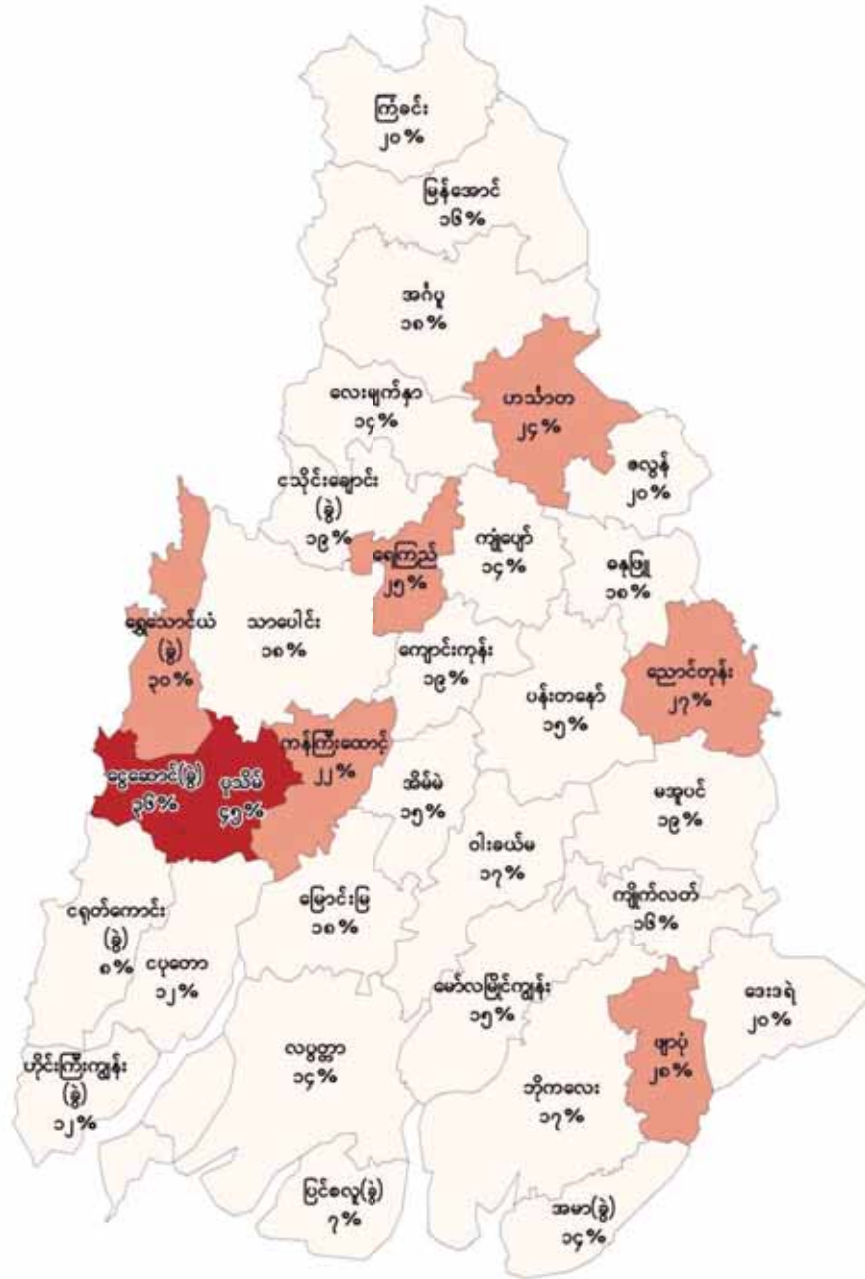 ကြံခင်း
၂၀%
မြန်အောင်
၁၆%
အင်္ဂပူ
၁၈%
လေးမျက်နှာ
၁၄%
ဟင်္သာတ
၂၄%
ဇလွန်
၂၀%
ငသိုင်းချောင်း
(ခွဲ)
၁၉%
ရေကြည်
၂၅%
ကျုံပျော်
၁၄%
ဓနုဖြူ
၁၈%
ရွှေသောင်ယံ
(ခွဲ)
၃၀%
သာပေါင်း
၁၈%
ကျောင်းကုန်း
၁၉%
ပန်းတနော်
၁၅%
ညောင်တုန်း
၂၇%
ငွေဆောင်(ခွဲ)
၃၆%
ပုသိမ်
၄၅%
ကန်ကြီးထောင့်
၂၂%
အိမ်မဲ
၁၅%
ဝါးခယ်မ
၁၇%
မအူပင်
၁၉%
ငရုတ်ကောင်း
(ခွဲ)
၈%
ငပုတော
၁၂%
မြောင်းမြ
၁၈%
ကျိုက်လတ်
၁၆%
မော်လမြိုင်ကျွန်း
၁၅%
ဒေးဒရဲ
၂၀%
ဟိုင်းကြီးကျွန်း
(ခွဲ)
၁၂%
လပွတ္တာ
၁၄%
ဘိုကလေး
၁၇%
ဖျာပုံ
၂၈%
ပြင်စလူ(ခွဲ)
၇%
အမာ(ခွဲ)
၁၄%